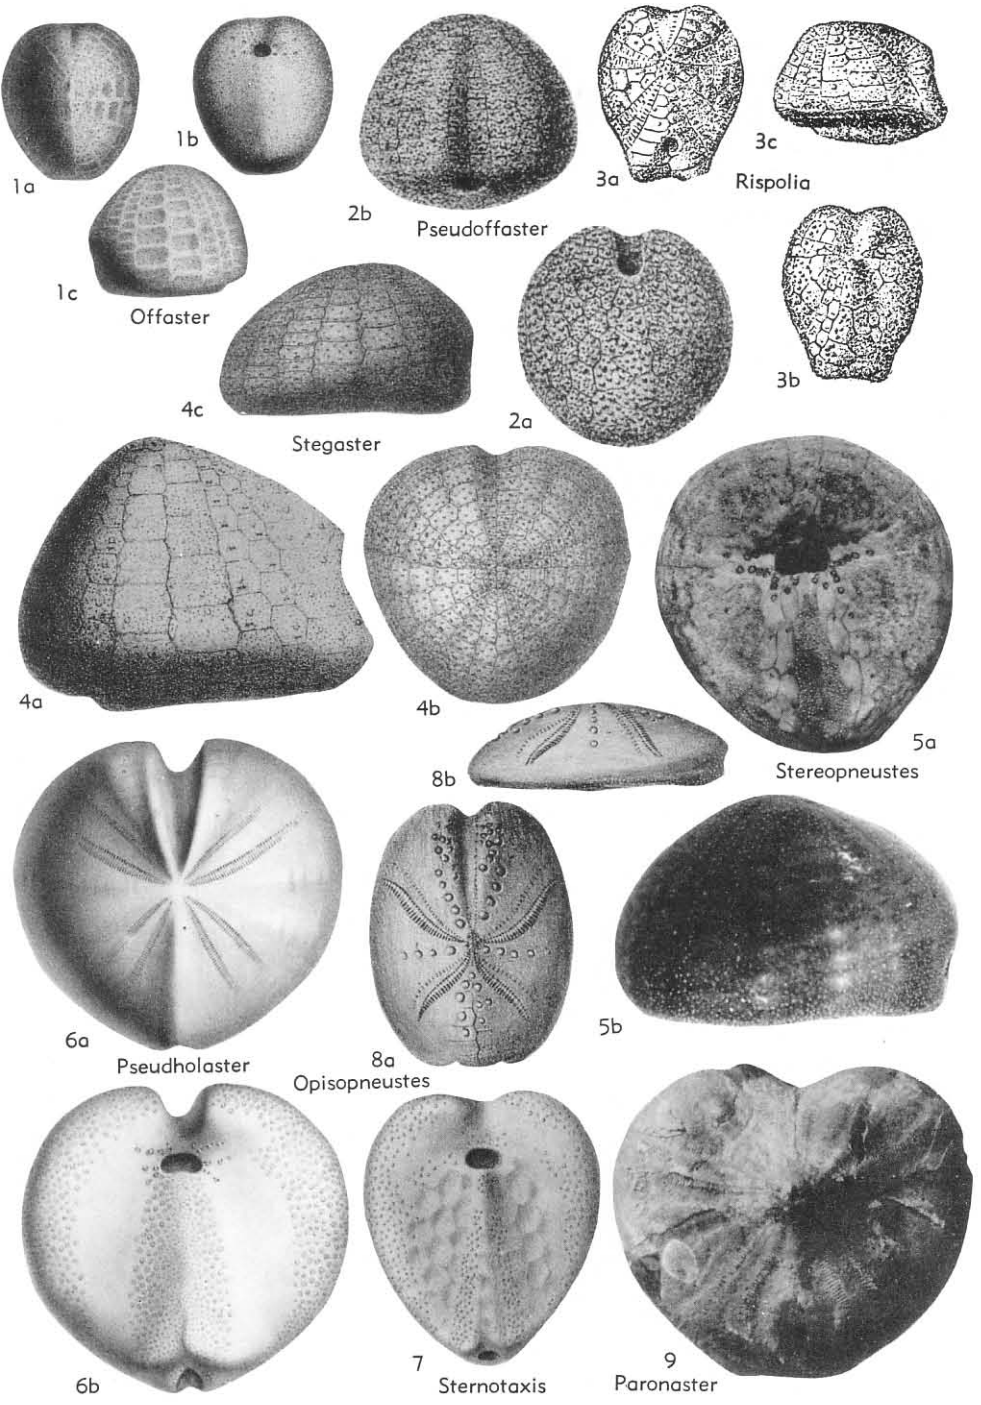 1a
1b
1c
Offaster
2b
Pseudoffaster
3a
3c
Rispolia
3b
2a
4c
Stegaster
4a
4b
5a
Stereopneustes
8b
6a
Pseudholaster
8a
Opisopneustes
5b
6b
7
Sternotaxis
9
Paronaster